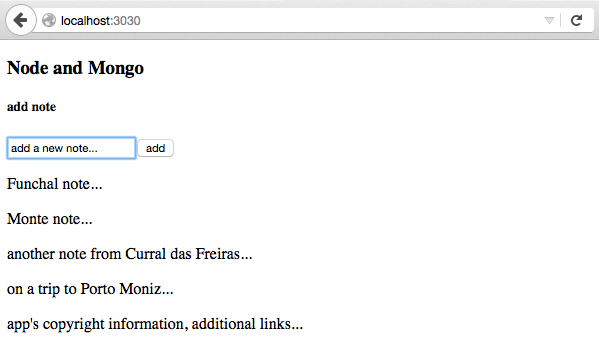 localhost:3030
Node and Mongo
add note
add a new note... add
Funchal note...
Monte note...
another note from Curral das Freiras...
on a trip to Porto Moniz...
app's copyright information, additional links...